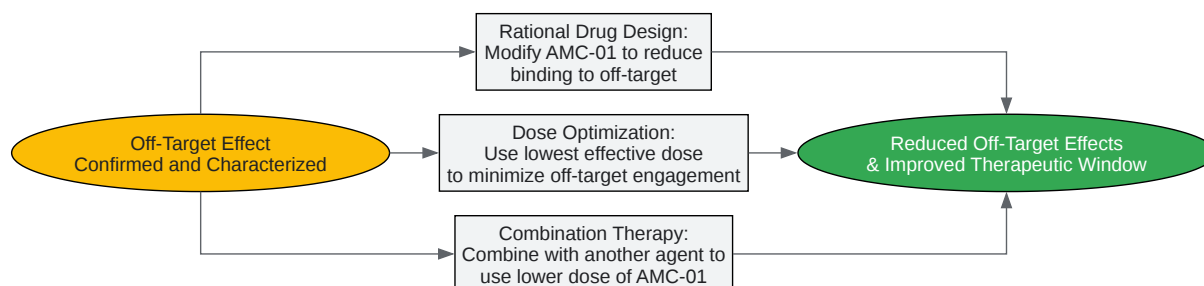 Rational Drug Design:
Modify AMC-01 to reduce
binding to off-target
Off-Target Effect
Confirmed and Characterized
Dose Optimization:
Use lowest effective dose
to minimize off-target engagement
Reduced Off-Target Effects
& Improved Therapeutic Window
Combination Therapy:
Combine with another agent to
use lower dose of AMC-01